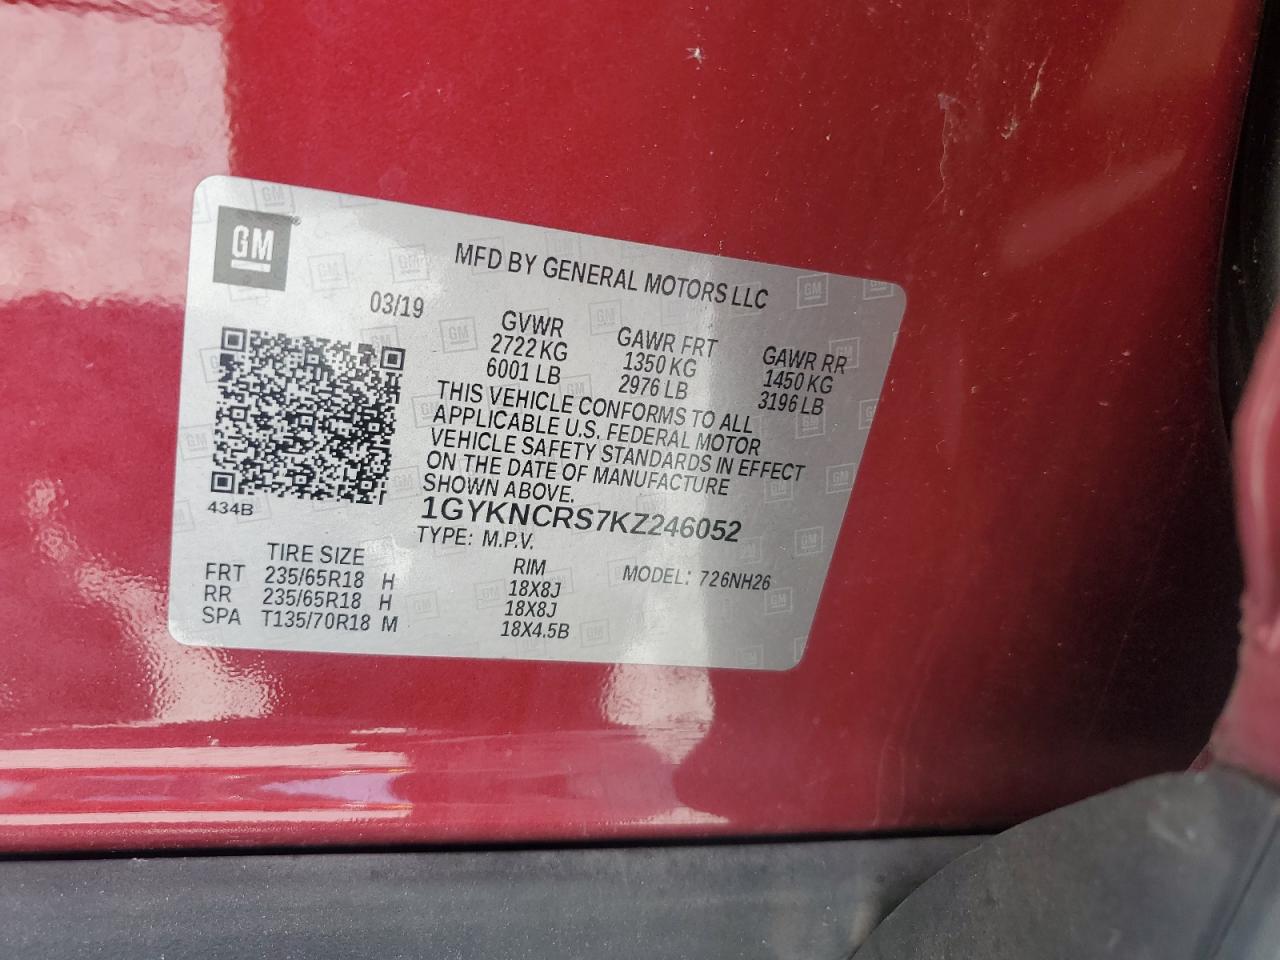 GM
MFD BY GENERAL MOTORS LLC
03/19
GVWR GAWR FRT GAWR RR
2722 KG 1350 KG 1450 KG
6001 LB 2976 LB 3196 LB
THIS VEHICLE CONFORMS TO ALL
APPLICABLE U.S. FEDERAL MOTOR
VEHICLE SAFETY STANDARDS IN EFFECT
ON THE DATE OF MANUFACTURE
SHOWN ABOVE.
434B
1GYKNCRS7KZ246052
TYPE: M.P.V.
TIRE SIZE RIM MODEL: 726NH26
FRT 235/65R18 H 18X8J
RR 235/65R18 H 18X8J
SPA T135/70R18 M 18X4.5B